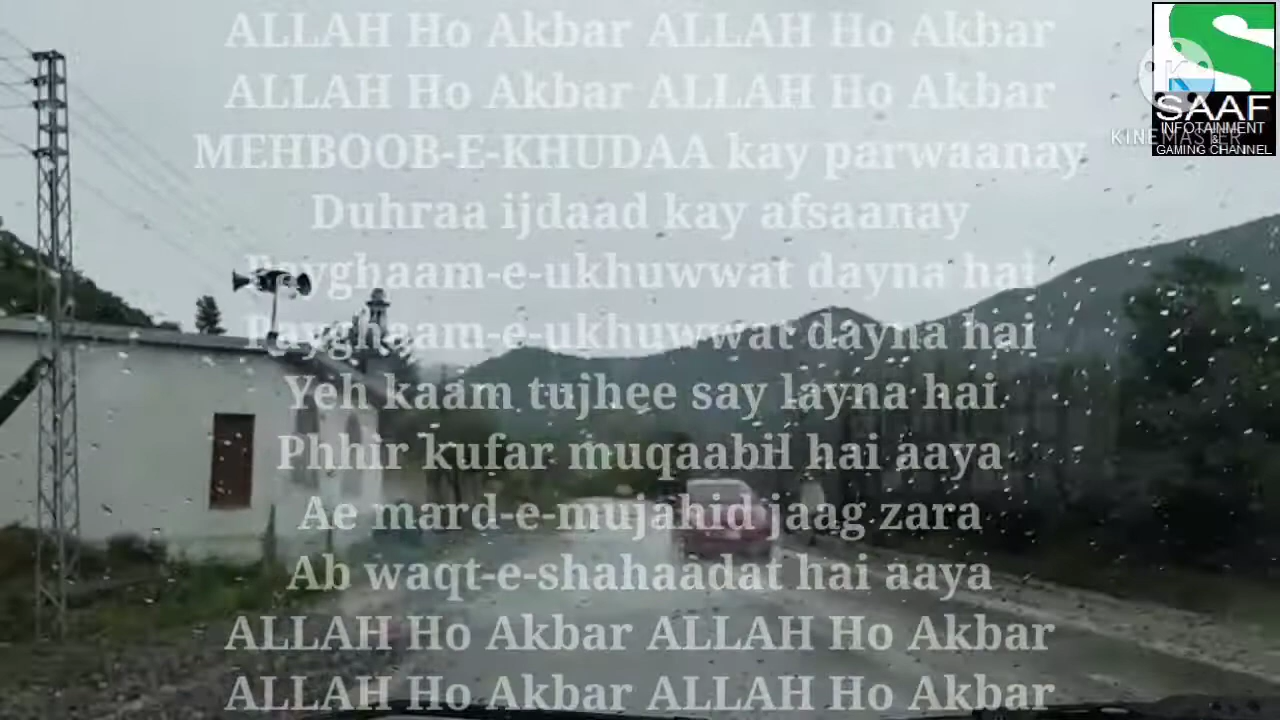 ALLAH Ho Akbar ALLAH Ho Akbar
ALLAH Ho Akbar ALLAH Ho Akbar
MEHBOOB-E-KHUDAA kay parwaanay
Duhraa ijdaad kay afsaanay
Payghaam-e-ukhuwwat dayna hai
Payghaam-e-ukhuwwat dayna hai
Yeh kaam tujhee say layna hai
Phhir kufar muqaabil hai aaya
Ae mard-e-mujahid jaag zara
Ab waqt-e-shahaadat hai aaya
ALLAH Ho Akbar ALLAH Ho Akbar
ALLAH Ho Akbar ALLAH Ho Akbar
S
K
SAAF
INFOTAINMENT
KINEMASTER
&
GAMING CHANNEL